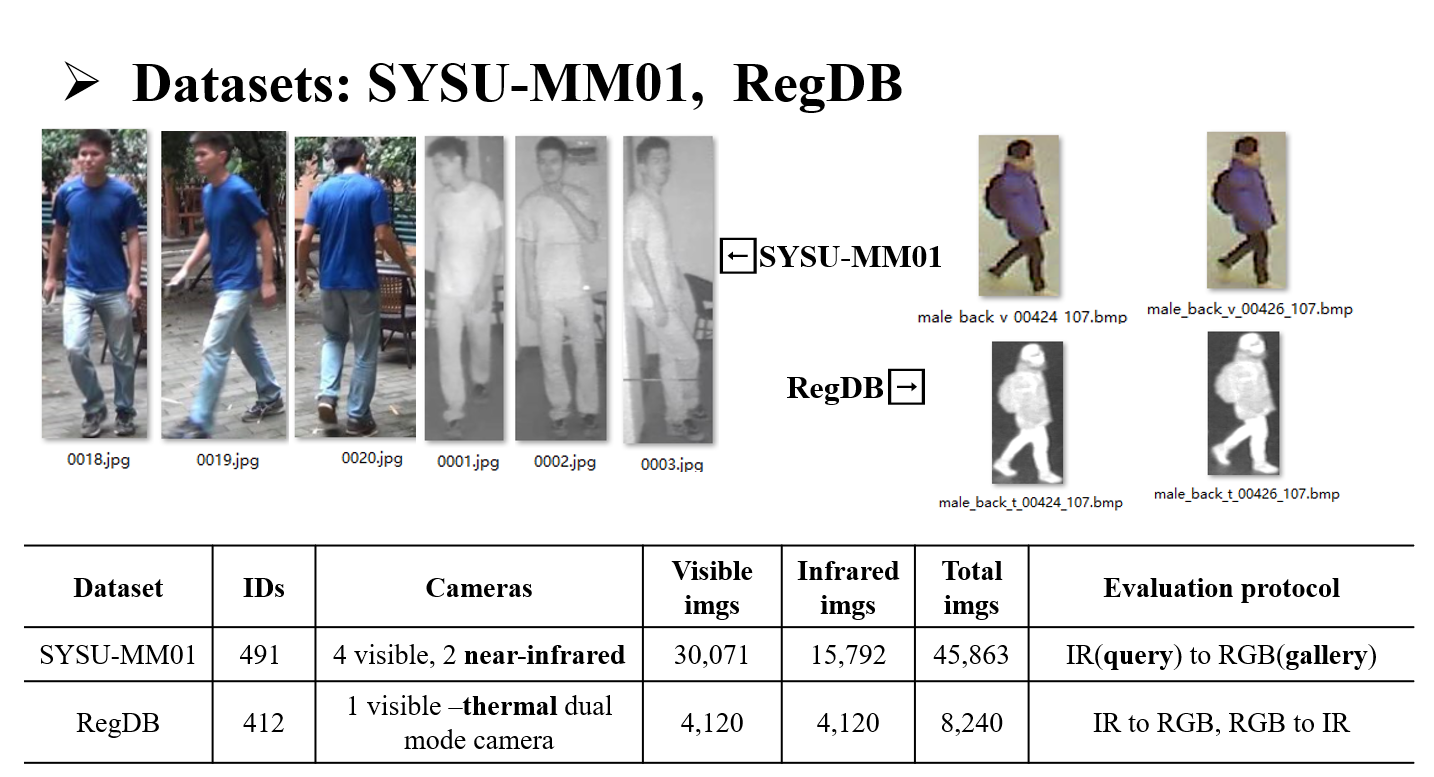 ➢ Datasets: SYSU-MM01, RegDB
0018.jpg
0019.jpg
0020.jpg
0001.jpg
0002.jpg
0003.jpg
←SYSU-MM01
male_back_v_00424_107.bmp
male_back_v_00426_107.bmp
RegDB→
male_back_t_00424_107.bmp
male_back_t_00426_107.bmp
Dataset IDs Cameras Visible imgs Infrared imgs Total imgs Evaluation protocol
SYSU-MM01 491 4 visible, 2 near-infrared 30,071 15,792 45,863 IR(query) to RGB(gallery)
RegDB 412 1 visible –thermal dual mode camera 4,120 4,120 8,240 IR to RGB, RGB to IR